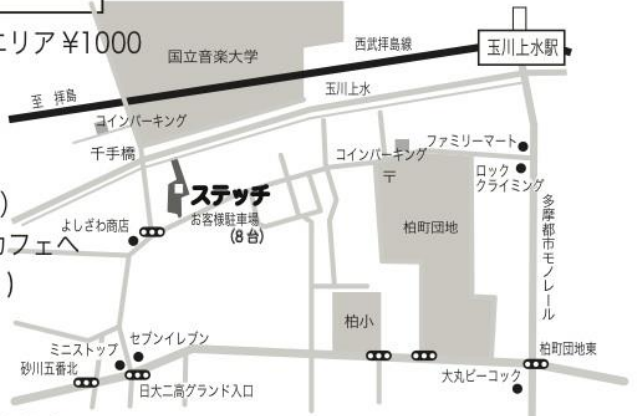 エリア ¥1000
国立音楽大学
西武拝島線
玉川上水駅
至 拝島
玉川上水
コインパーキング
千手橋
コインパーキング
ファミリーマート
〒
ロック
クライミング
ステッチ
お客様駐車場
(8台)
)
よしざわ商店
カフェへ
)
柏町団地
多摩都市モノレール
柏小
セブンイレブン
ミニストップ
砂川五番北
日大二高グランド入口
柏町団地東
大丸ピーコック